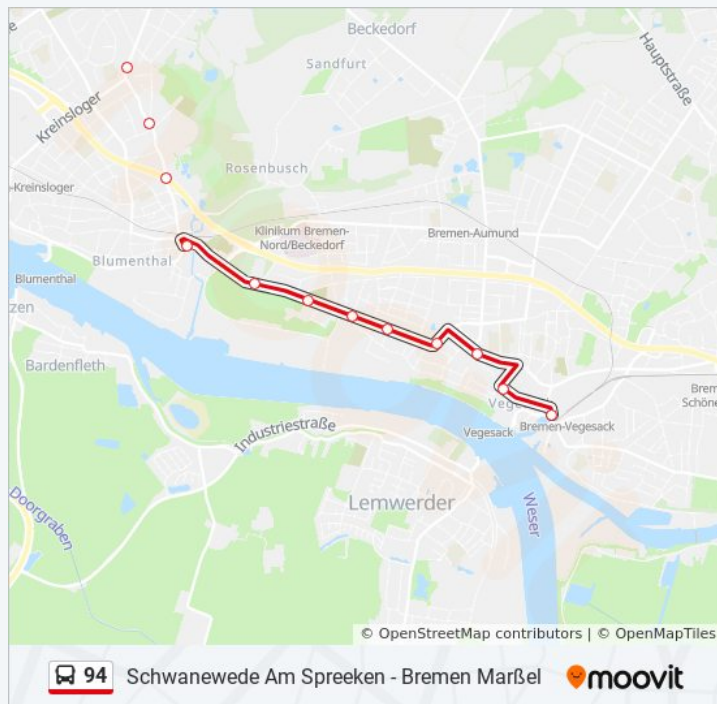 Beckedorf
Sandfurt
Hauptstraße
Kreinsloger
Rosenbusch
-Kreinsloger
Klinikum Bremen-
Nord/Beckedorf
Bremen-Aumund
Blumenthal
Blumenthal
zen
Bardenfleth
Brem
Schöne
Vege
Bremen-Vegesack
Vegesack
Industriestraße
Lemwerder
Weser
Doorgraben
© OpenStreetMap contributors | © OpenMapTiles
94 Schwanewede Am Spreeken - Bremen Marßel moovit